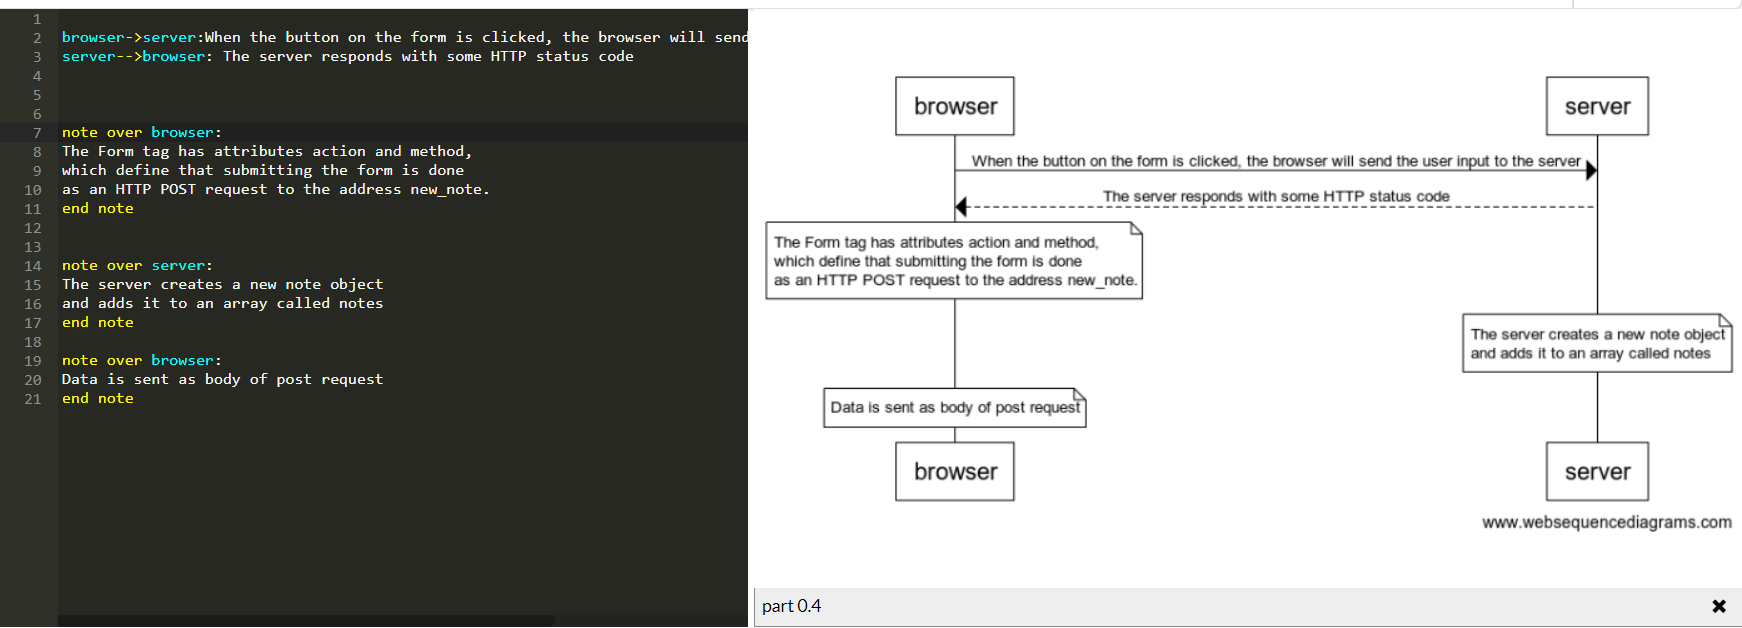 1
2 browser->server:When the button on the form is clicked, the browser will send
3 server-->browser: The server responds with some HTTP status code
4
5
6
7 note over browser:
8 The Form tag has attributes action and method,
9 which define that submitting the form is done
10 as an HTTP POST request to the address new_note.
11 end note
12
13
14 note over server:
15 The server creates a new note object
16 and adds it to an array called notes
17 end note
18
19 note over browser:
20 Data is sent as body of post request
21 end note
browser
server
When the button on the form is clicked, the browser will send the user input to the server
The server responds with some HTTP status code
The Form tag has attributes action and method,
which define that submitting the form is done
as an HTTP POST request to the address new_note.
The server creates a new note object
and adds it to an array called notes
Data is sent as body of post request
browser
server
www.websequencediagrams.com
part 0.4